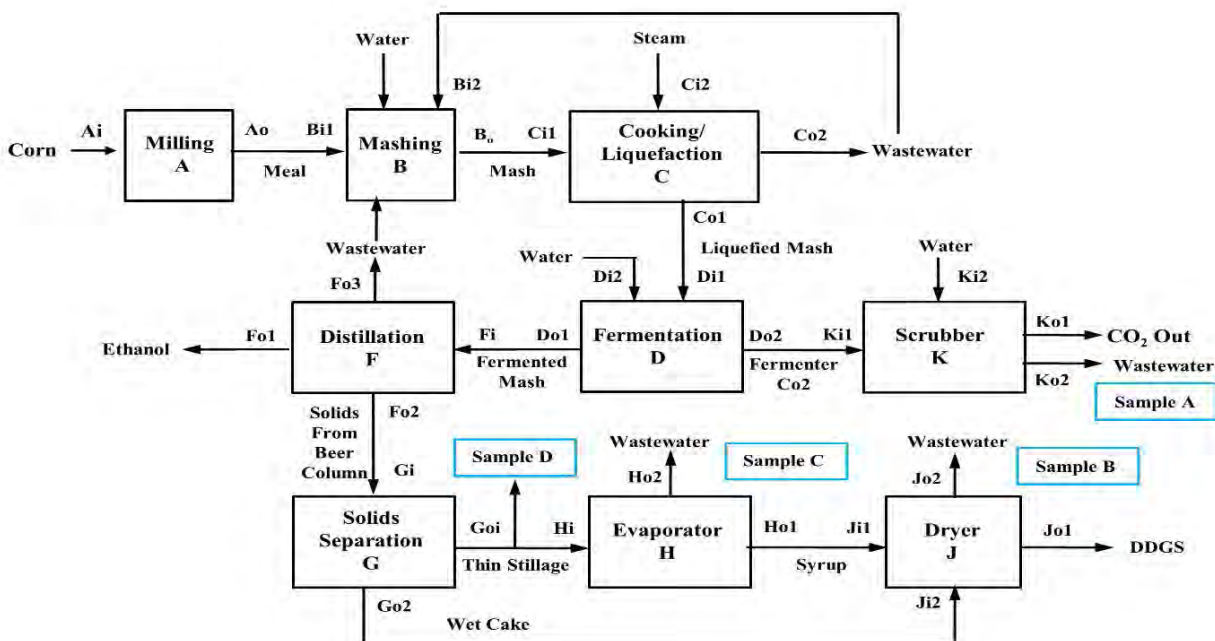 Water
Steam
Bi2
Ci2
Corn
Ai
Milling
A
Ao
Bi1
Meal
Mashing
B
Bo
Ci1
Mash
Cooking/
Liquefaction
C
Co2
Wastewater
Co1
Liquefied Mash
Wastewater
Fo3
Water
Di2
Di1
Water
Ki2
Ethanol
Fo1
Distillation
F
Fi
Do1
Fermented
Mash
Fermentation
D
Do2
Ki1
Fermenter
Co2
Scrubber
K
Ko1
CO2 Out
Ko2
Wastewater
Sample A
Solids
From
Beer
Column
Fo2
Gi
Sample D
Wastewater
Ho2
Sample C
Wastewater
Jo2
Sample B
Solids
Separation
G
Goi
Hi
Thin Stillage
Evaporator
H
Ho1
Ji1
Syrup
Dryer
J
Jo1
DDGS
Go2
Wet Cake
Ji2